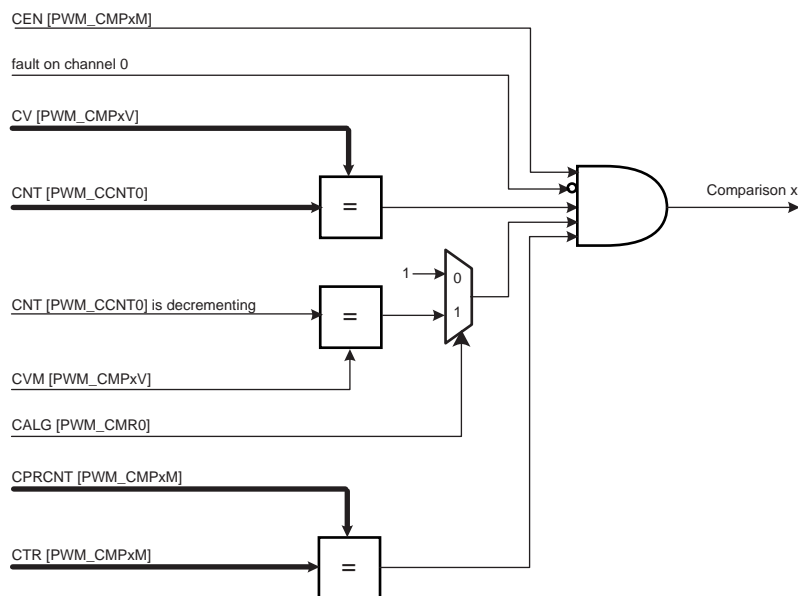 CEN [PWM_CMPxM]
fault on channel 0
CV [PWM_CMPxV]
CNT [PWM_CCNT0]
=
Comparison x
1
0
CNT [PWM_CCNT0] is decrementing
=
1
CVM [PWM_CMPxV]
CALG [PWM_CMR0]
CPRCNT [PWM_CMPxM]
CTR [PWM_CMPxM]
=